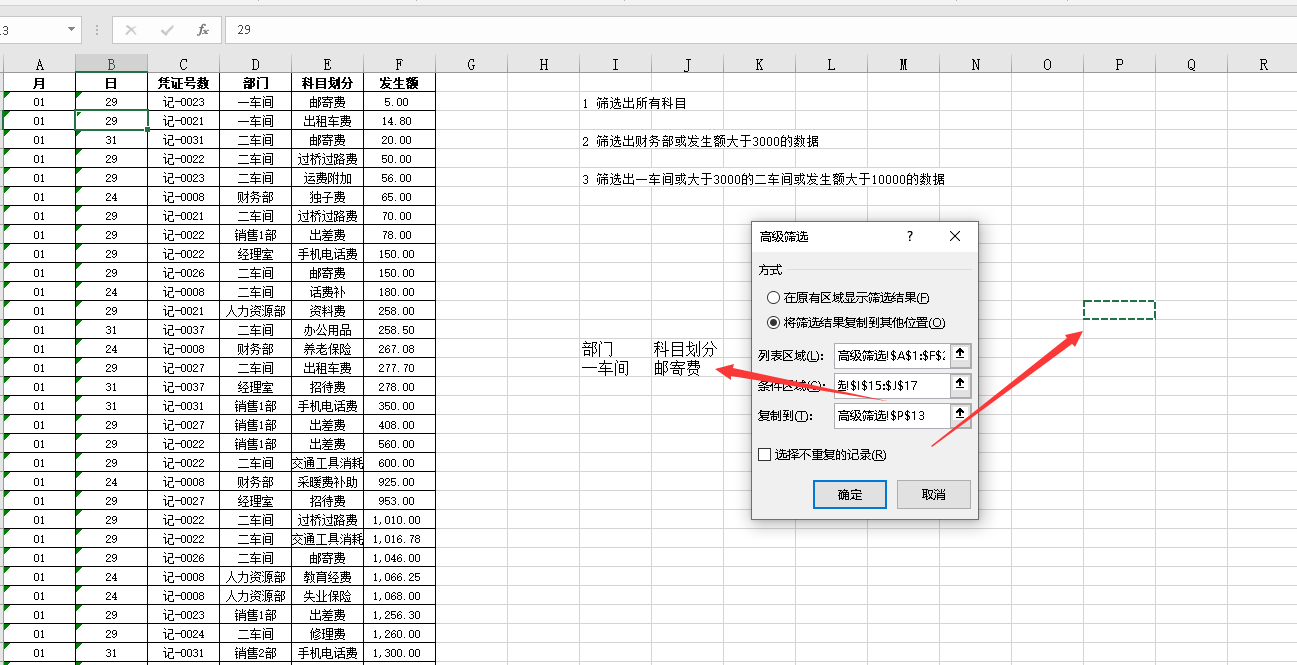 29
A B C D E F G H I J K L M N O P Q R
月 日 凭证号数 部门 科目划分 发生额
01 29 记-0023 一车间 邮寄费 5.00
01 29 记-0021 一车间 出租车费 14.80
01 31 记-0031 二车间 邮寄费 20.00
01 29 记-0022 二车间 过桥过路费 50.00
01 29 记-0023 二车间 运费附加 56.00
01 24 记-0008 财务部 独子费 65.00
01 29 记-0021 二车间 过桥过路费 70.00
01 29 记-0022 销售1部 出差费 78.00
01 29 记-0022 经理室 手机电话费 150.00
01 29 记-0026 二车间 邮寄费 150.00
01 24 记-0008 二车间 话费补 180.00
01 29 记-0021 人力资源部 资料费 258.00
01 31 记-0037 二车间 办公用品 258.50
01 24 记-0008 财务部 养老保险 267.08
01 29 记-0027 二车间 出租车费 277.70
01 31 记-0037 经理室 招待费 278.00
01 31 记-0031 销售1部 手机电话费 350.00
01 29 记-0027 销售1部 出差费 408.00
01 29 记-0022 销售1部 出差费 560.00
01 29 记-0022 二车间 交通工具消耗 600.00
01 24 记-0008 财务部 采暖费补助 925.00
01 29 记-0027 经理室 招待费 953.00
01 29 记-0022 二车间 过桥过路费 1,010.00
01 29 记-0022 二车间 交通工具消耗 1,016.78
01 29 记-0026 二车间 邮寄费 1,046.00
01 24 记-0008 人力资源部 教育经费 1,066.25
01 24 记-0008 人力资源部 失业保险 1,068.00
01 29 记-0023 销售1部 出差费 1,256.30
01 29 记-0024 二车间 修理费 1,260.00
01 31 记-0031 销售2部 手机电话费 1,300.00
1 筛选出所有科目
2 筛选出财务部或发生额大于3000的数据
3 筛选出一车间或大于3000的二车间或发生额大于10000的数据
部门 科目划分
一车间 邮寄费
高级筛选 ?
方式
在原有区域显示筛选结果(F)
将筛选结果复制到其他位置(O)
列表区域(L): 高级筛选!$A$1:$F$
条件区域(C): !$I$15:$J$17
复制到(T): 高级筛选!$P$13
选择不重复的记录(R)
确定 取消